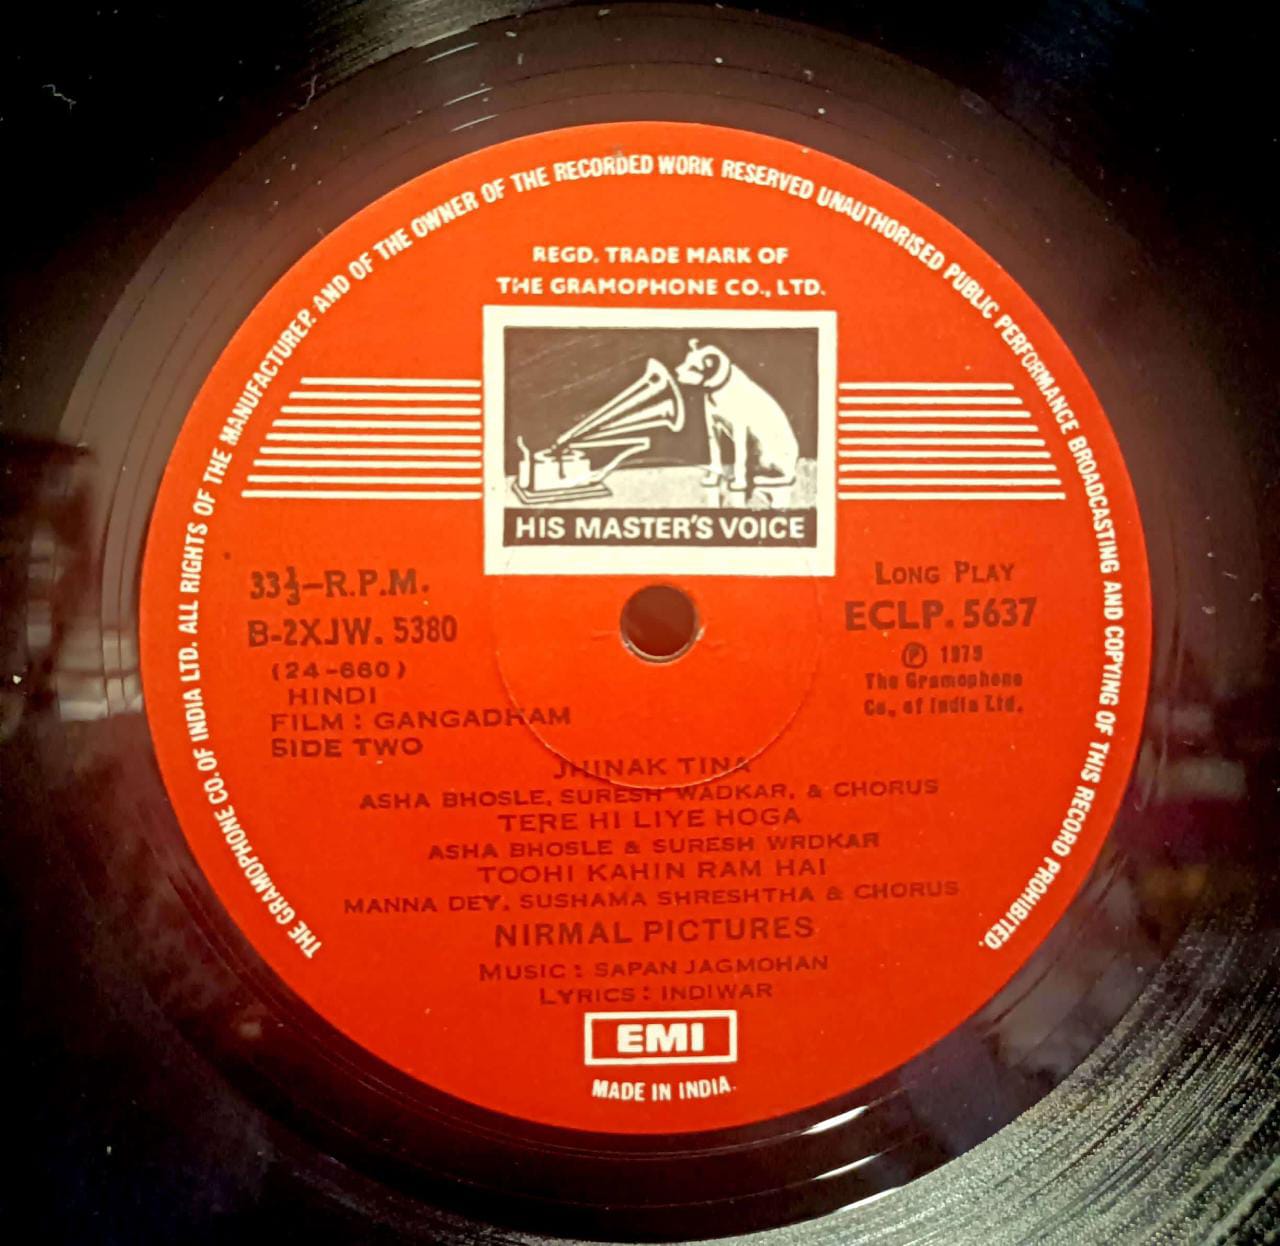 THE GRAMOPHONE CO. OF INDIA LTD. ALL RIGHTS OF THE MANUFACTURER. AND OF THE OWNER OF THE RECORDED WORK RESERVED UNAUTHORISED PUBLIC PERFORMANCE BROADCASTING AND COPYING OF THIS RECORD PROHIBITED.
REGD. TRADE MARK OF
THE GRAMOPHONE CO., LTD.
HIS MASTER'S VOICE
33⅓-R.P.M.
B-2XJW. 5380
(24-660)
HINDI
FILM : GANGADHAM
SIDE TWO
LONG PLAY
ECLP. 5637
℗ 1979
The Gramophone
Co., of India Ltd.
JHINAK TINA
ASHA BHOSLE, SURESH WADKAR, & CHORUS
TERE HI LIYE HOGA
ASHA BHOSLE & SURESH WRDKAR
TOOHI KAHIN RAM HAI
MANNA DEY, SUSHAMA SHRESHTHA & CHORUS
NIRMAL PICTURES
MUSIC : SAPAN JAGMOHAN
LYRICS : INDIWAR
EMI
MADE IN INDIA.